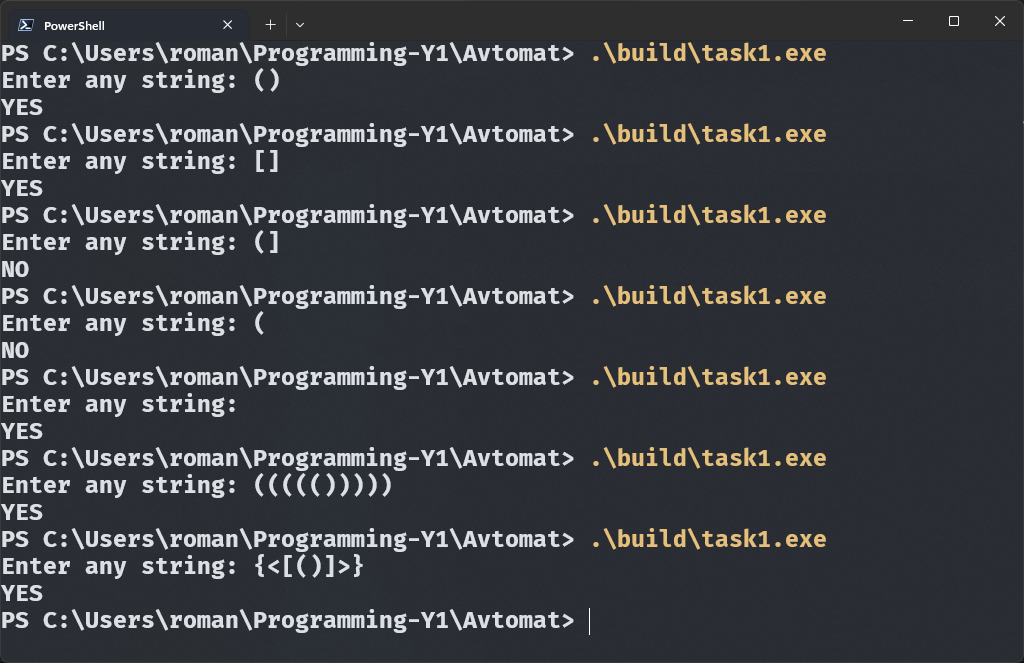 PowerShell
PS C:\Users\roman\Programming-Y1\Avtomat> .\build\task1.exe
Enter any string: ()
YES
PS C:\Users\roman\Programming-Y1\Avtomat> .\build\task1.exe
Enter any string: []
YES
PS C:\Users\roman\Programming-Y1\Avtomat> .\build\task1.exe
Enter any string: (]
NO
PS C:\Users\roman\Programming-Y1\Avtomat> .\build\task1.exe
Enter any string: (
NO
PS C:\Users\roman\Programming-Y1\Avtomat> .\build\task1.exe
Enter any string:
YES
PS C:\Users\roman\Programming-Y1\Avtomat> .\build\task1.exe
Enter any string: ((((()))))
YES
PS C:\Users\roman\Programming-Y1\Avtomat> .\build\task1.exe
Enter any string: {<[()]>}
YES
PS C:\Users\roman\Programming-Y1\Avtomat>